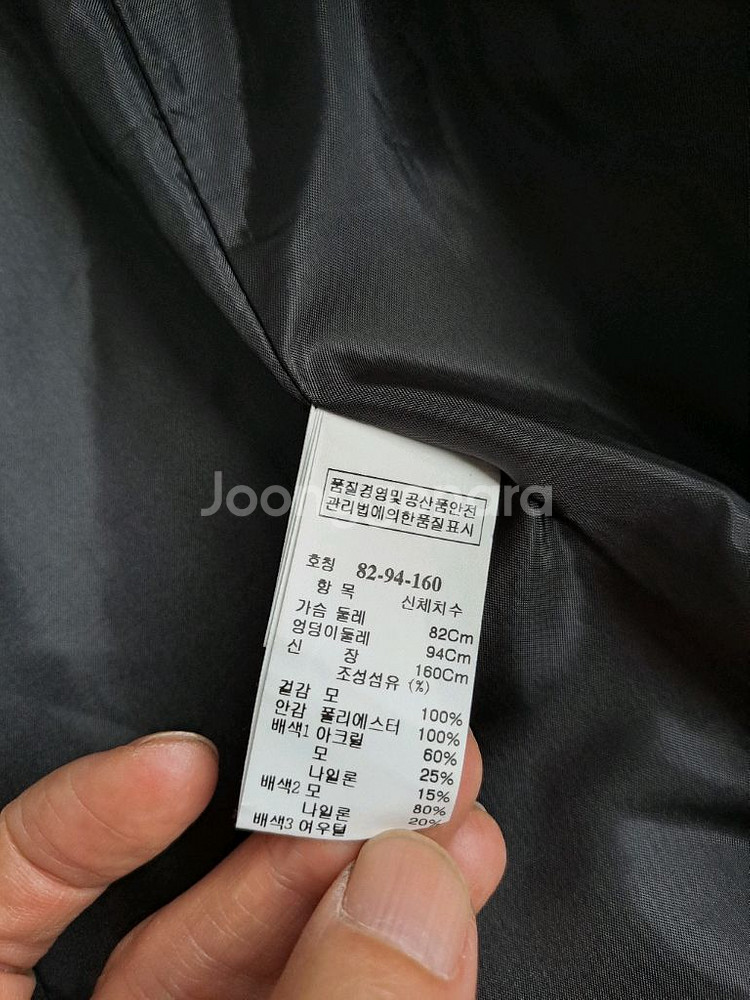 품질경영및공산품안전
관리법에의한품질표시
호칭 82-94-160
항 목 신체치수
가슴 둘레 82Cm
엉덩이둘레 94Cm
신 장 160Cm
조성섬유 (%)
겉감 모 100%
안감 폴리에스터 100%
배색1 아크릴 60%
모 25%
나일론 15%
배색2 모 80%
나일론 20%
배색3 여우털